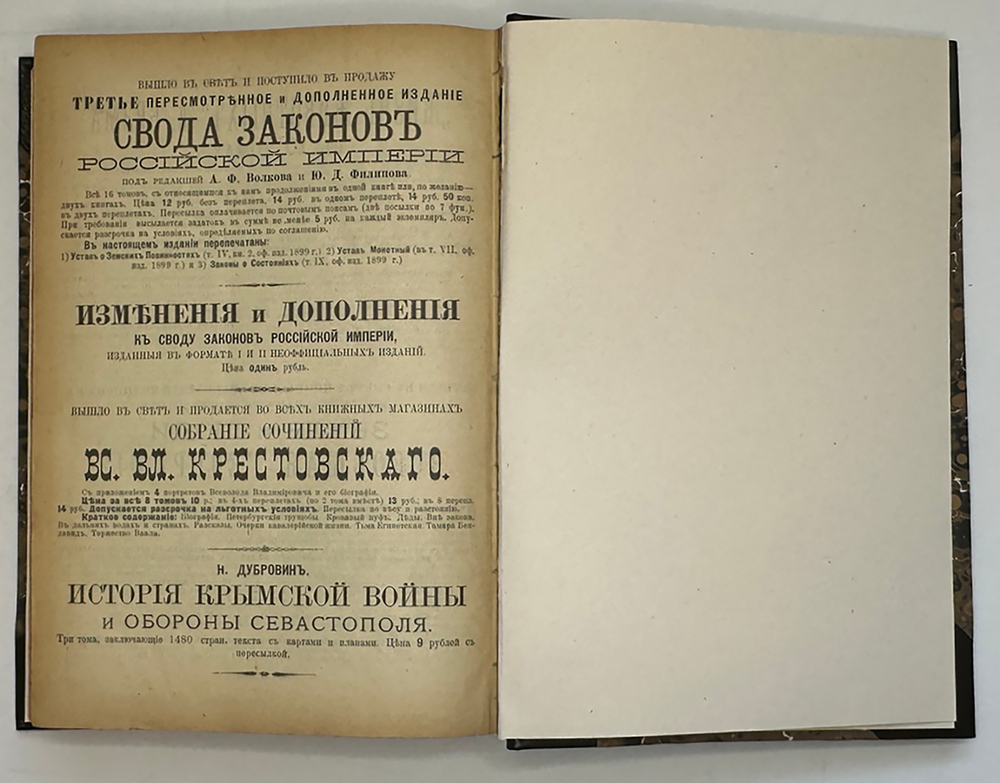 ВЫШЛО ВЪ СВѢТЪ И ПОСТУПИЛО ВЪ ПРОДАЖУ
ТРЕТЬЕ ПЕРЕСМОТРѢННОЕ и ДОПОЛНЕННОЕ ИЗДАНІЕ
СВОДА ЗАКОНОВЪ
РОССІЙСКОЙ ИМПЕРІИ
ПОДЪ РЕДАКЦІЕЙ А. Ф. Волкова и Ю. Д. Филипова.
Всѣ 16 томовъ, съ относящимися къ нимъ продолженіями въ одной книгѣ или, по желанію—
двухъ книгахъ. Цѣна 12 руб. безъ переплета, 14 руб. въ одномъ переплетѣ, 14 руб. 50 коп.
въ двухъ переплетахъ. Пересылка оплачивается по почтовымъ поясамъ (двѣ посылки по 7 фун.).
При требованіи высылается задатокъ въ суммѣ не менѣе 5 руб. на каждый экземпляръ. Допу-
скается разсрочка на условіяхъ, опредѣляемыхъ по соглашенію.
Въ настоящемъ изданіи перепечатаны:
1) Уставъ о Земскихъ Повинностяхъ (т. IV, кн. 2, оф. изд. 1899 г.) 2) Уставъ Монетный (въ т. VII, оф.
изд. 1899 г.) и 3) Законы о Состояніяхъ (т. IX, оф. изд. 1899 г.)
ИЗМѢНЕНІЯ и ДОПОЛНЕНІЯ
КЪ СВОДУ ЗАКОНОВЪ РОССІЙСКОЙ ИМПЕРІИ,
ИЗДАННЫЯ ВЪ ФОРМАТѢ I И II НЕОФФИЦІАЛЬНЫХЪ ИЗДАНІЙ.
Цѣна одинъ рубль.
ВЫШЛО ВЪ СВѢТЪ И ПРОДАЕТСЯ ВО ВСѢХЪ КНИЖНЫХЪ МАГАЗИНАХЪ
СОБРАНІЕ СОЧИНЕНІЙ
ВС. ВЛ. КРЕСТОВСКАГО.
Съ приложеніемъ 4 портретовъ Всеволода Владиміровича и его біографіи.
Цѣна за всѣ 8 томовъ 10 р.; въ 4-хъ переплетахъ (по 2 тома вмѣстѣ) 13 руб.; въ 8 перепл.
14 руб. Допускается разсрочка на льготныхъ условіяхъ. Пересылка по вѣсу и разстоянію.
Краткое содержаніе: Біографія. Петербургскія трущобы. Кровавый пуфъ. Дѣды. Внѣ закона.
Въ дальнихъ водахъ и странахъ. Разсказы. Очерки кавалерійской жизни. Тьма Египетская. Тамара Бен-
давидъ. Торжество Ваала.
Н. ДУБРОВИНЪ.
ИСТОРІЯ КРЫМСКОЙ ВОЙНЫ
И ОБОРОНЫ СЕВАСТОПОЛЯ.
Три тома, заключающіе 1480 стран. текста съ картами и планами. Цѣна 9 рублей съ
пересылкой.